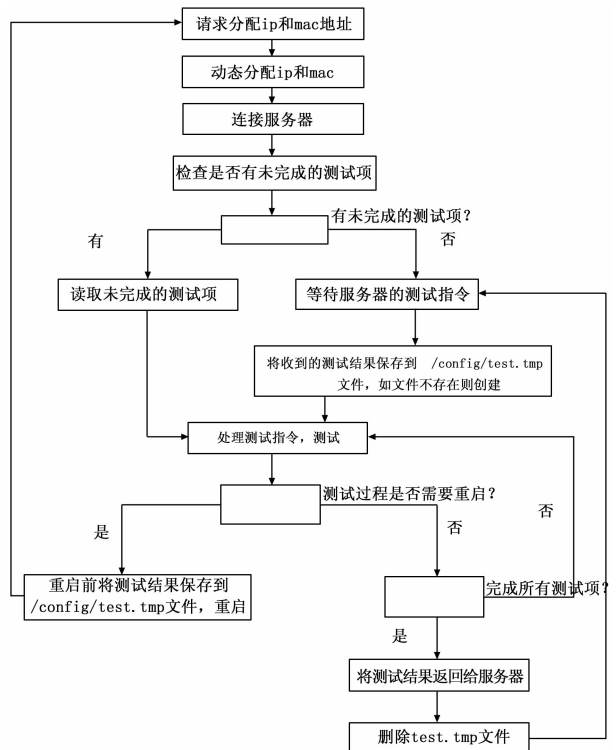 请求分配ip和mac地址
动态分配ip和mac
连接服务器
检查是否有未完成的测试项
有未完成的测试项?
有
否
读取未完成的测试项
等待服务器的测试指令
将收到的测试结果保存到 /config/test.tmp
文件，如文件不存在则创建
处理测试指令，测试
测试过程是否需要重启?
是
否
否
重启前将测试结果保存到
/config/test.tmp文件，重启
完成所有测试项?
是
将测试结果返回给服务器
删除test.tmp文件